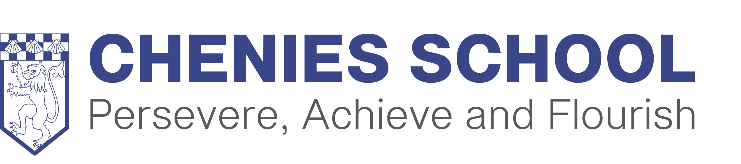 CHENIES SCHOOL
Persevere, Achieve and Flourish